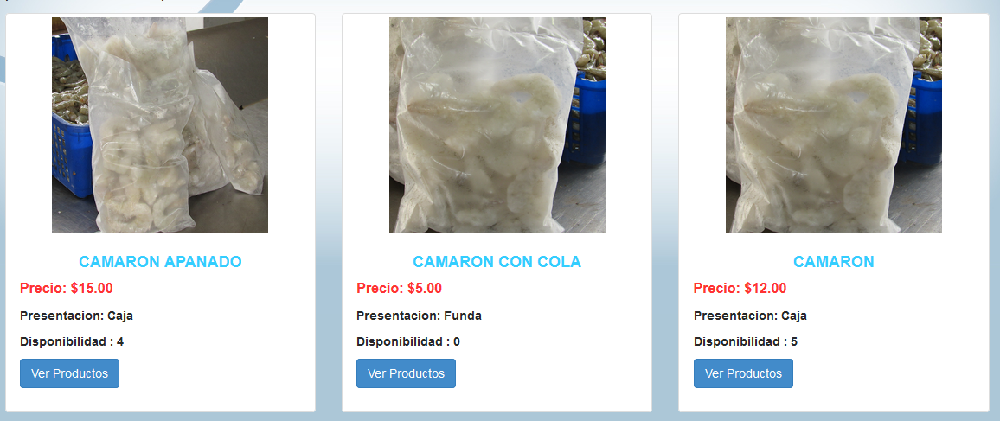 CAMARON APANADO
Precio: $15.00
Presentacion: Caja
Disponibilidad : 4
Ver Productos
CAMARON CON COLA
Precio: $5.00
Presentacion: Funda
Disponibilidad : 0
Ver Productos
CAMARON
Precio: $12.00
Presentacion: Caja
Disponibilidad : 5
Ver Productos